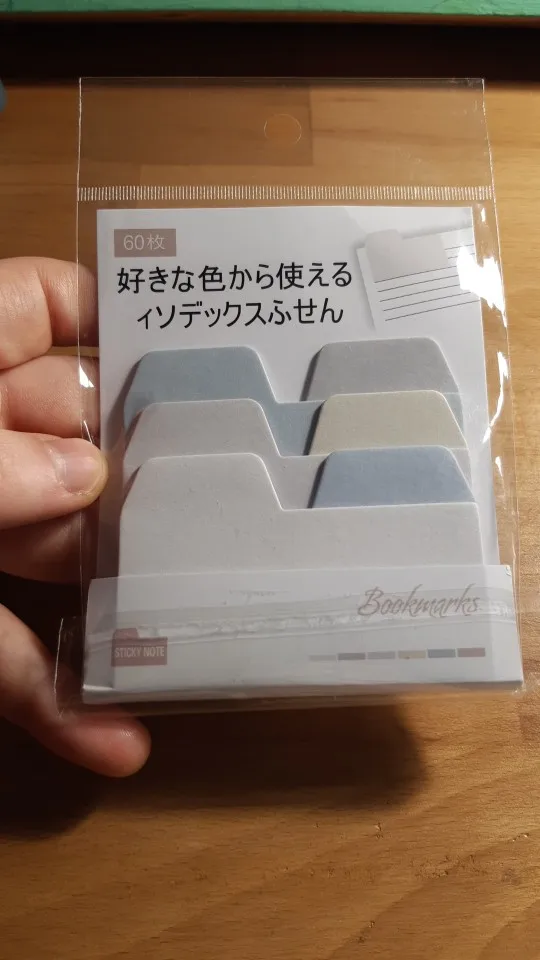 60枚
好きな色から使える
ィソデックスふせん
Bookmarks
STICKY NOTE